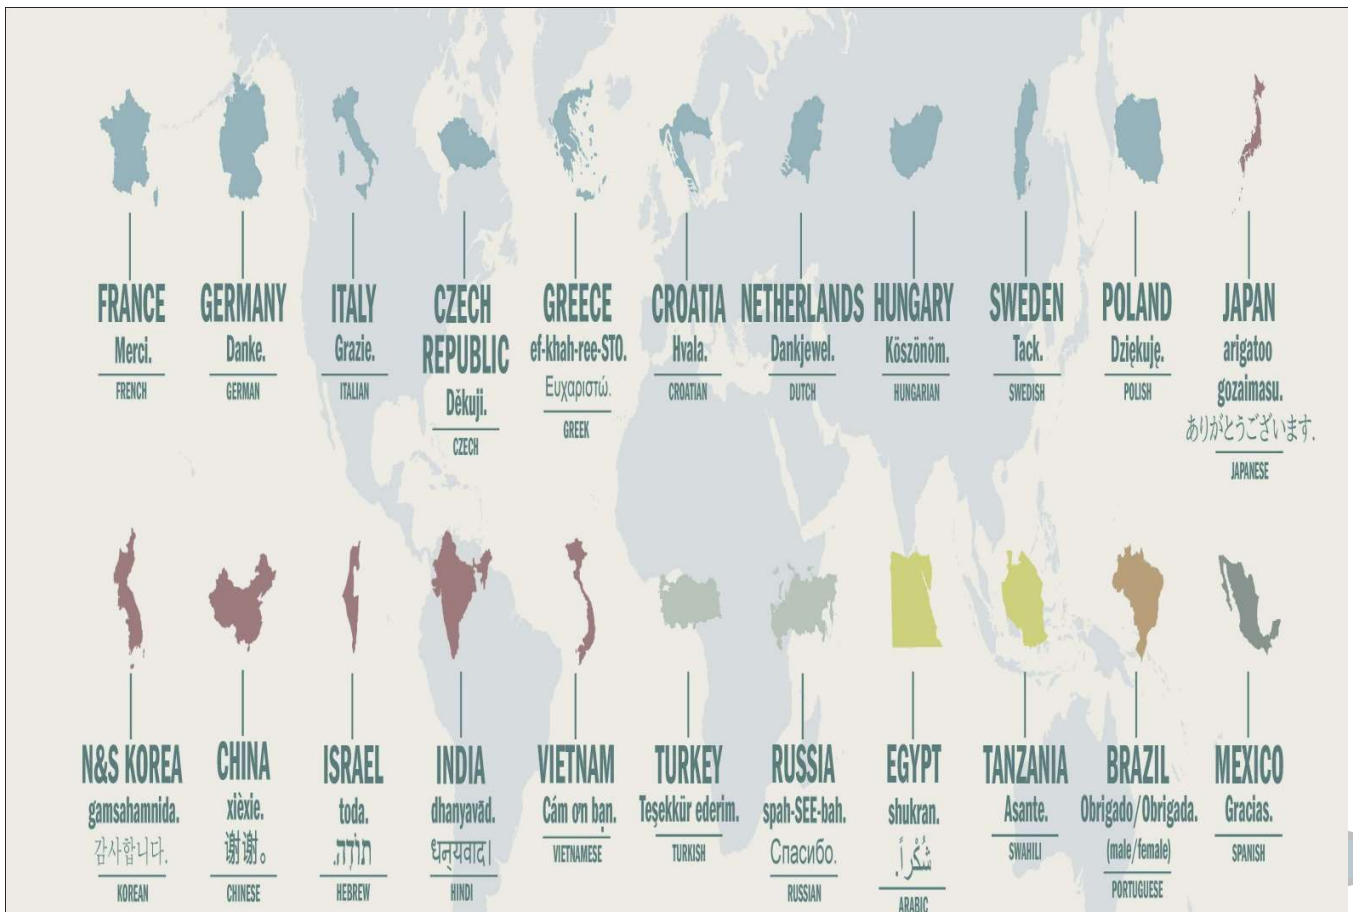 FRANCE
Merci.
FRENCH
GERMANY
Danke.
GERMAN
ITALY
Grazie.
ITALIAN
CZECH
REPUBLIC
Děkuji.
CZECH
GREECE
ef-khah-ree-STO.
Ευχαριστώ.
GREEK
CROATIA
Hvala.
CROATIAN
NETHERLANDS
Dankjewel.
DUTCH
HUNGARY
Köszönöm.
HUNGARIAN
SWEDEN
Tack.
SWEDISH
POLAND
Dziękuję.
POLISH
JAPAN
arigatoo
gozaimasu.
ありがとうございます.
JAPANESE
N&S KOREA
gamsahamnida.
감사합니다.
KOREAN
CHINA
xièxie.
谢谢。
CHINESE
ISRAEL
toda.
תוֹדָה.
HEBREW
INDIA
dhanyavād.
धन्यवाद|
HINDI
VIETNAM
Cám ơn bạn.
VIETNAMESE
TURKEY
Teşekkür ederim.
TURKISH
RUSSIA
spah-SEE-bah.
Спасибо.
RUSSIAN
EGYPT
shukran.
شُكْراً.
ARABIC
TANZANIA
Asante.
SWAHILI
BRAZIL
Obrigado/Obrigada.
(male/female)
PORTUGUESE
MEXICO
Gracias.
SPANISH